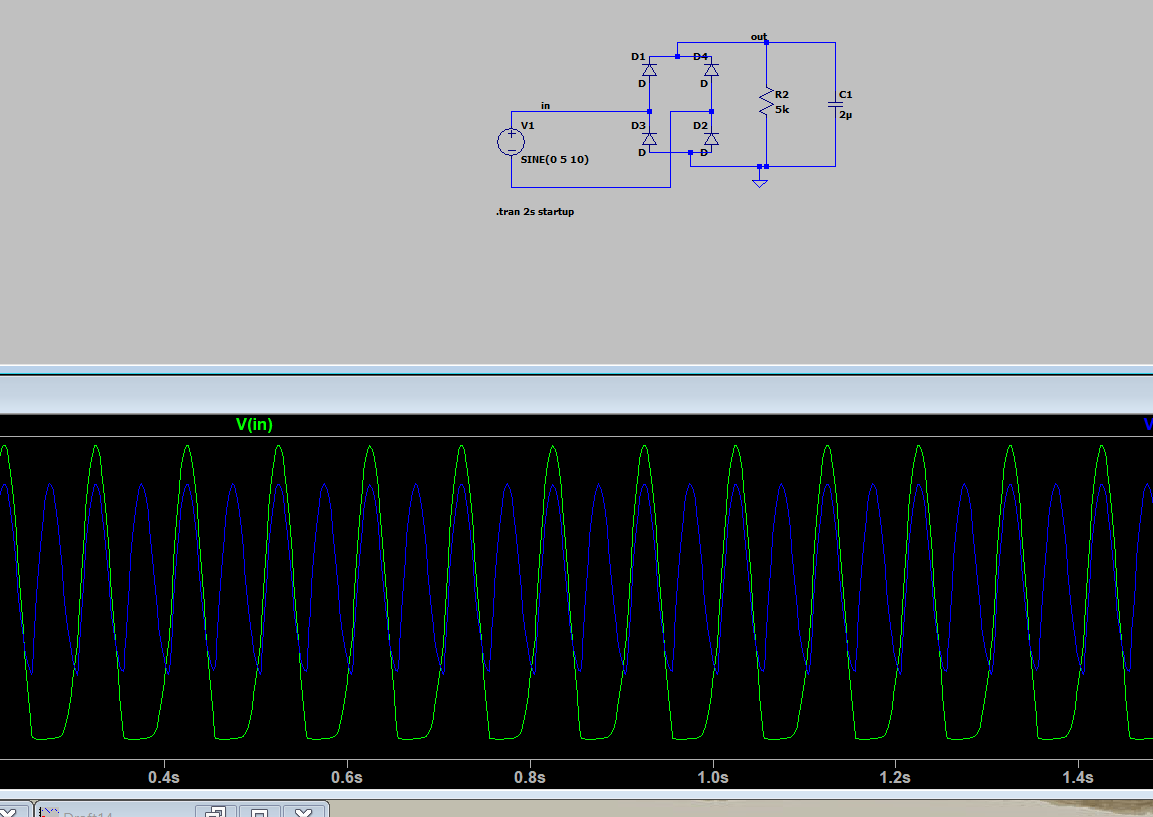 out
D1 D4
D D
R2
5k
C1
2µ
in
V1
D3 D2
D D
SINE(0 5 10)
.tran 2s startup
V(in) V
0.4s 0.6s 0.8s 1.0s 1.2s 1.4s
Draft14